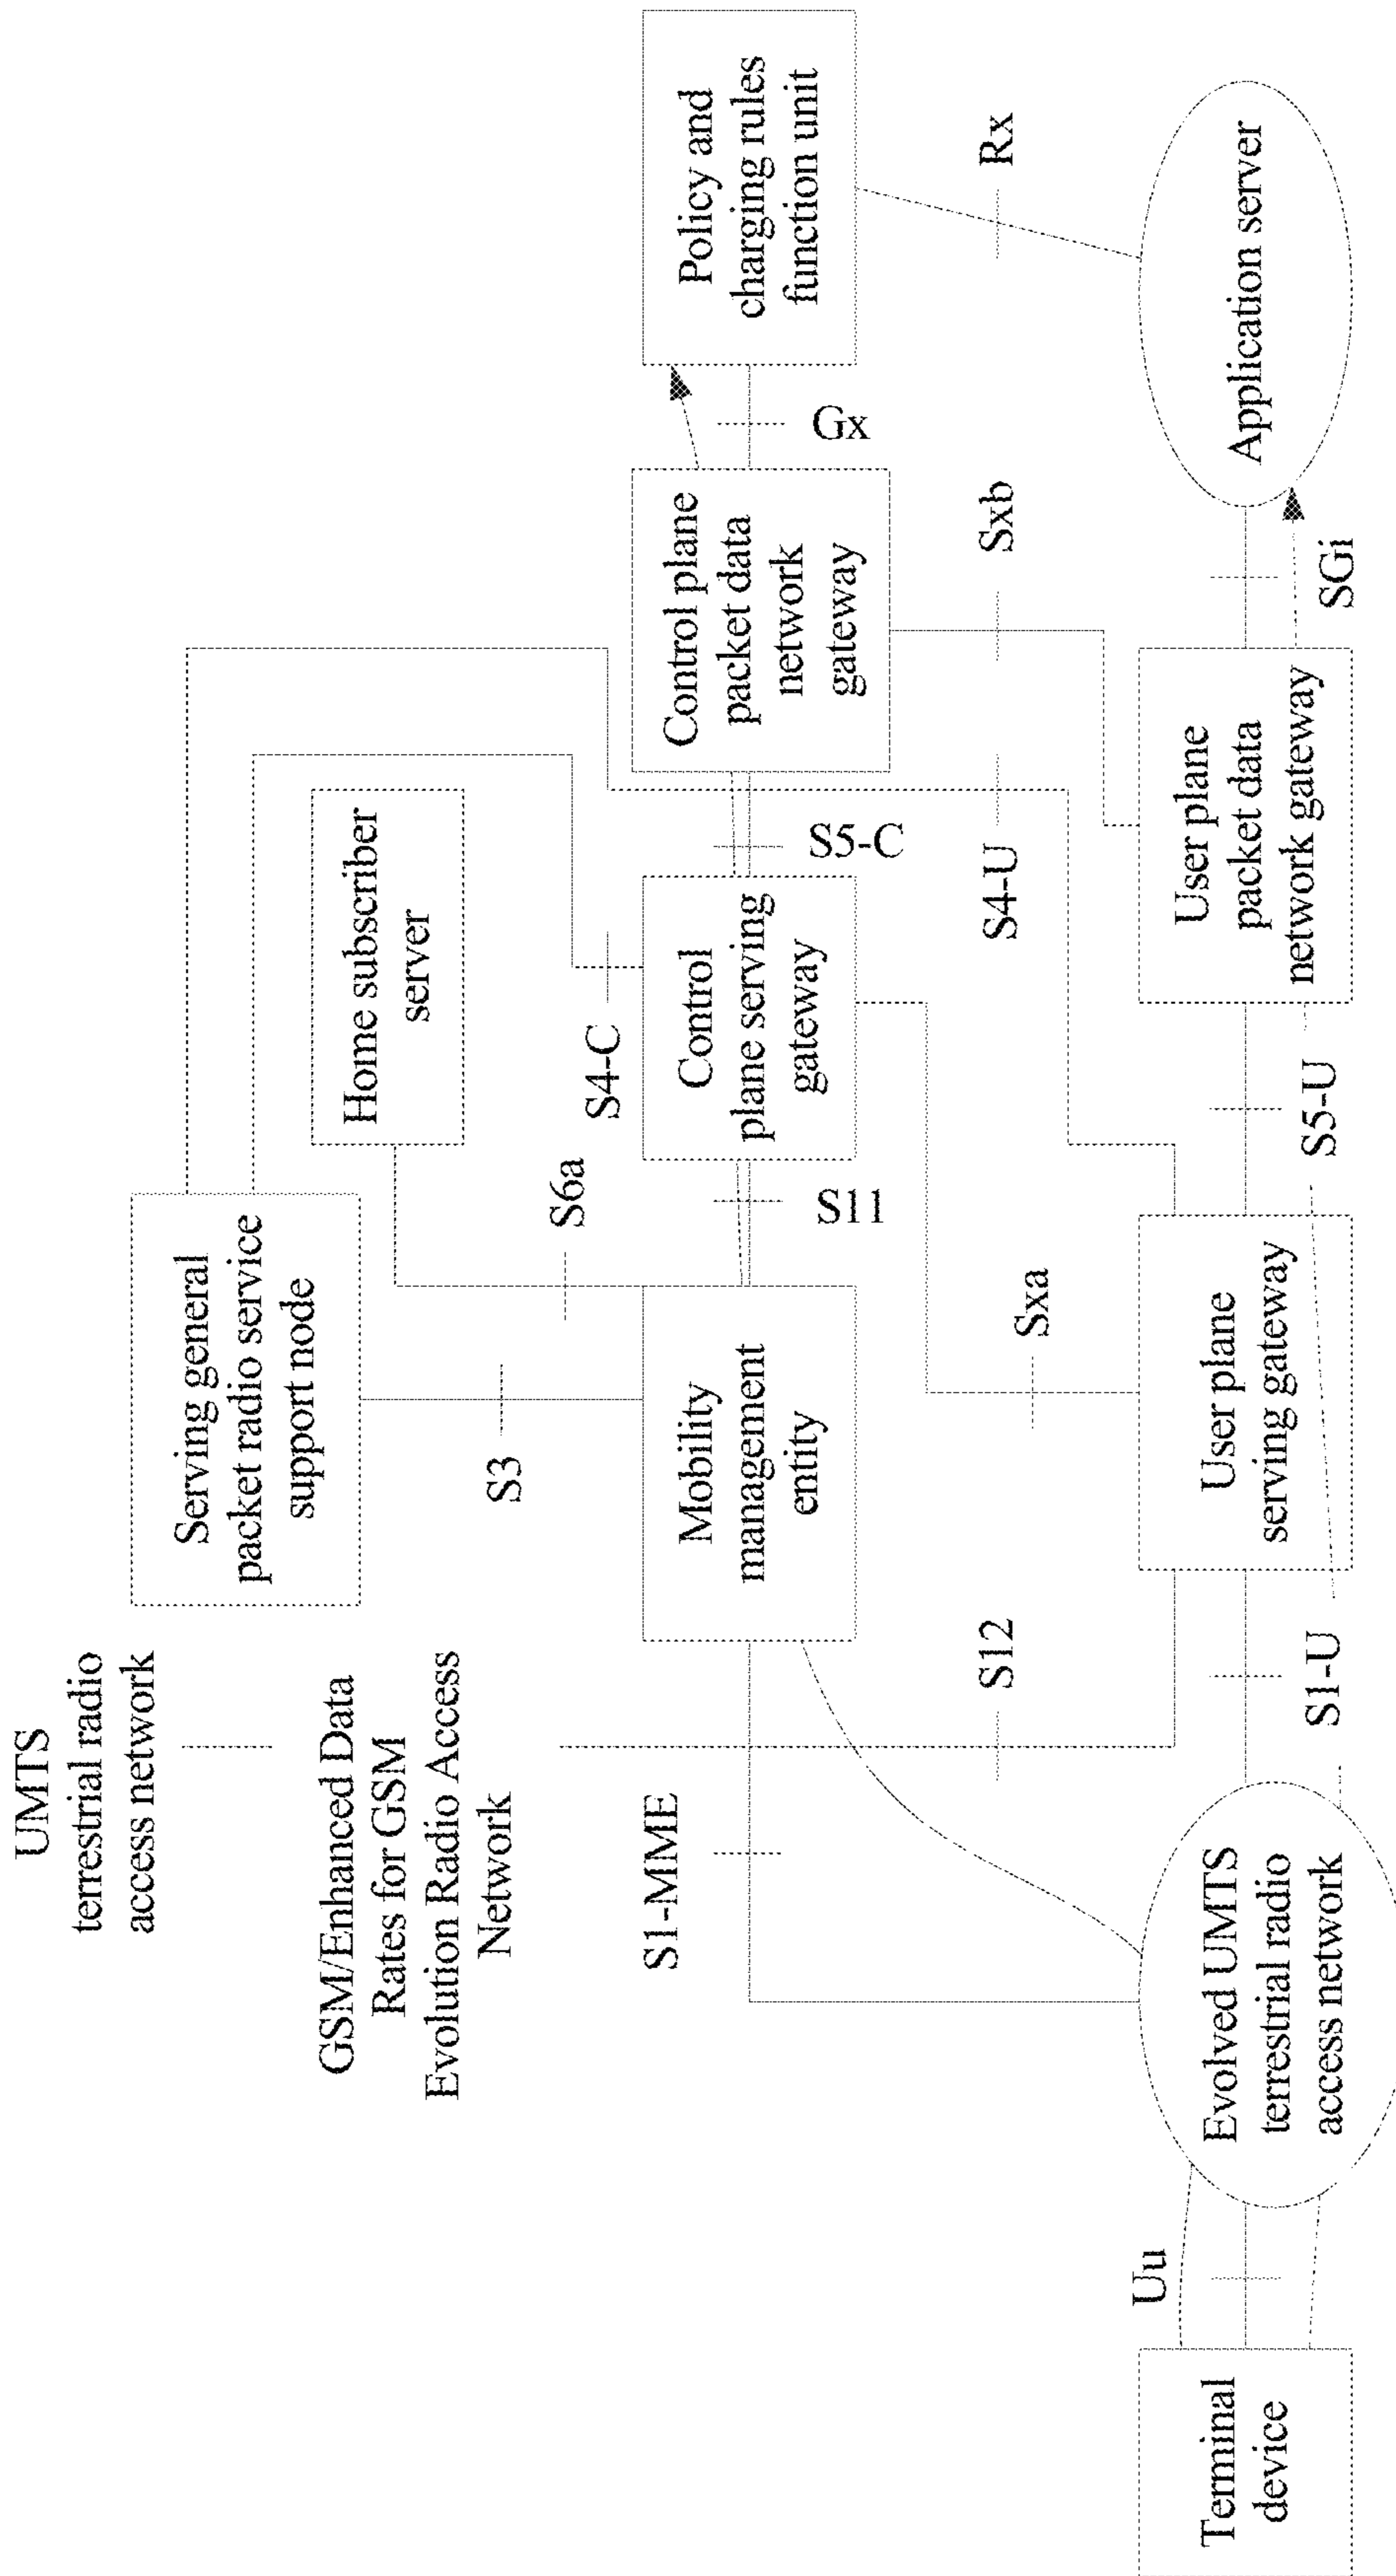 UMTS
terrestrial radio
access network
GSM/Enhanced Data
Rates for GSM
Evolution Radio Access
Network
Serving general
packet radio service
support node
Home subscriber
server
S3
S6a
S4-C
S1-MME
Mobility
management
entity
S11
Control
plane serving
gateway
S5-C
Control plane
packet data
network
gateway
Gx
Policy and
charging rules
function unit
S12
Sxa
S4-U
Sxb
Rx
Uu
Terminal
device
Evolved UMTS
terrestrial radio
access network
S1-U
User plane
serving gateway
S5-U
User plane
packet data
network gateway
SGi
Application server